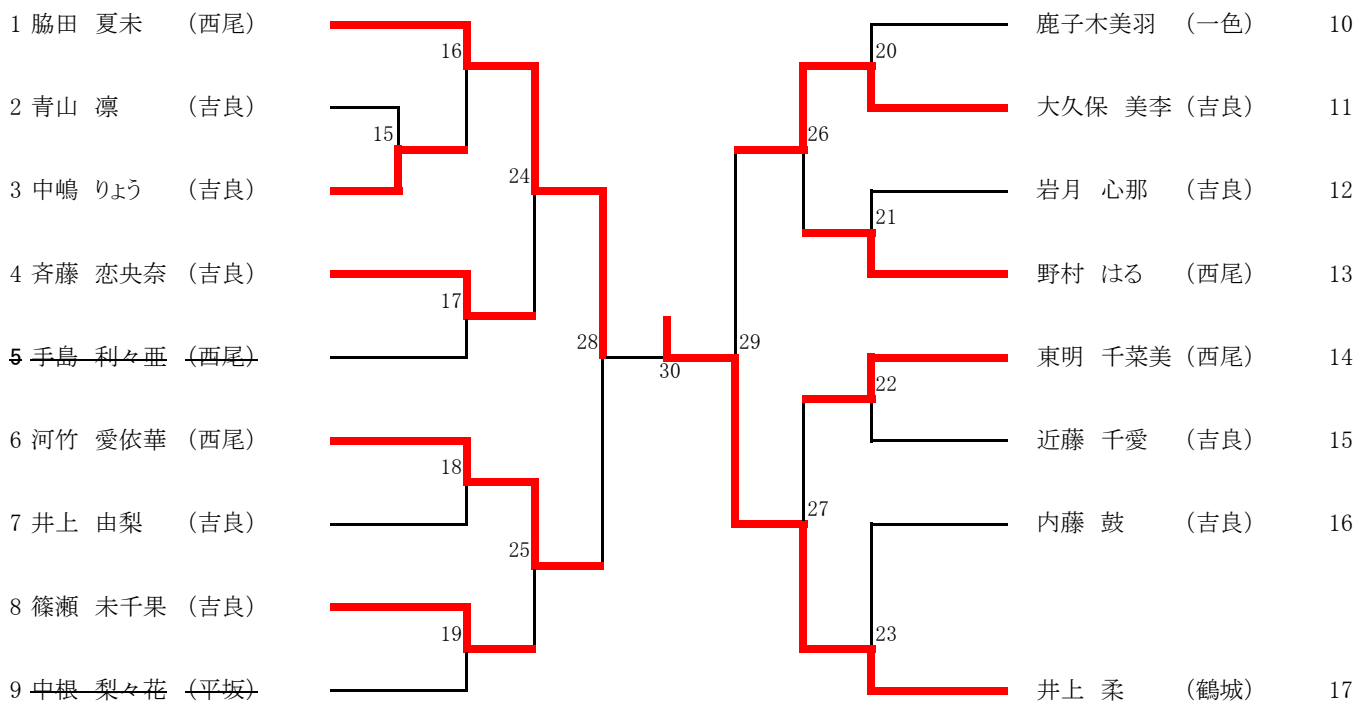 1 脇田 夏未 (西尾)
2 青山 凛 (吉良)
3 中嶋 りょう (吉良)
4 斉藤 恋央奈 (吉良)
5 手島 利々亜 (西尾)
6 河竹 愛依華 (西尾)
7 井上 由梨 (吉良)
8 篠瀬 未千果 (吉良)
9 中根 梨々花 (平坂)
16
15
24
17
28
18
25
19
30
20
26
21
29
22
27
23
鹿子木美羽 (一色) 10
大久保 美李 (吉良) 11
岩月 心那 (吉良) 12
野村 はる (西尾) 13
東明 千菜美 (西尾) 14
近藤 千愛 (吉良) 15
内藤 鼓 (吉良) 16
井上 柔 (鶴城) 17